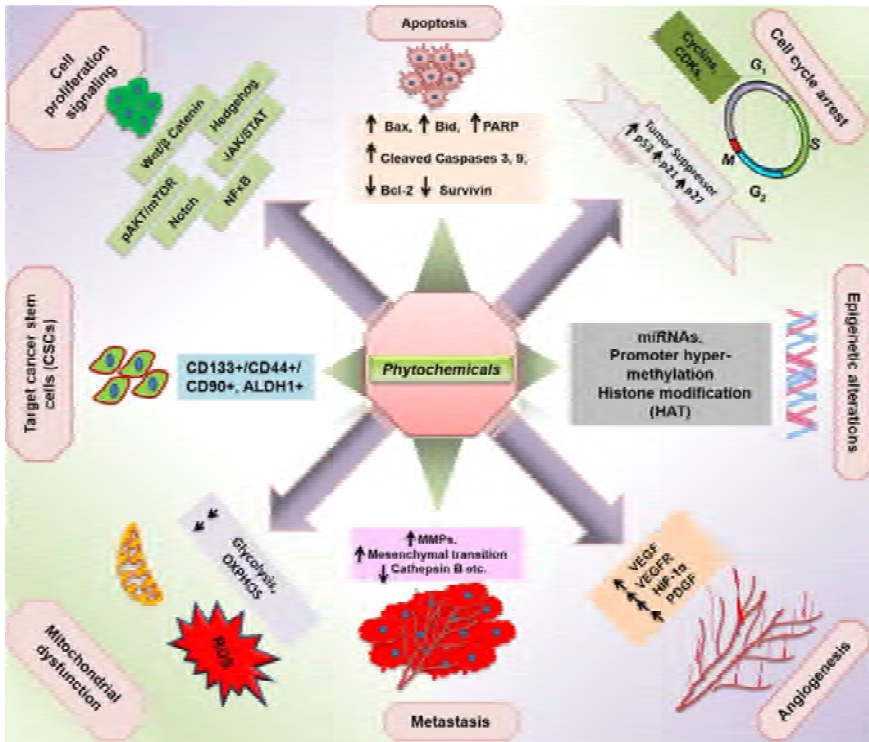 Cell
proliferation
signaling
Wnt/β Catenin
Hedgehog
JAK/STAT
pAKT/mTOR
Notch
NFκB
Apoptosis
↑ Bax, ↑ Bid, ↑ PARP
↑ Cleaved Caspases 3, 9,
↓ Bcl-2 ↓ Survivin
Cyclins,
CDKs,
Cell cycle arrest
G1
S
G2
M
Tumor Suppressor
↑ p53 ↑ p21 ↑ p27
Target cancer stem
cells (CSCs)
CD133+/CD44+/
CD90+, ALDH1+
Phytochemicals
miRNAs.
Promoter hyper-
methylation
Histone modification
(HAT)
Epigenetic alterations
Mitochondrial
dysfunction
Glycolysis,
OXPHOS
ROS
↑ MMPs.
↑ Mesenchymal transition
↓ Cathepsin B etc.
Metastasis
VEGF
VEGFR
HIF-1α
PDGF
Angiogenesis